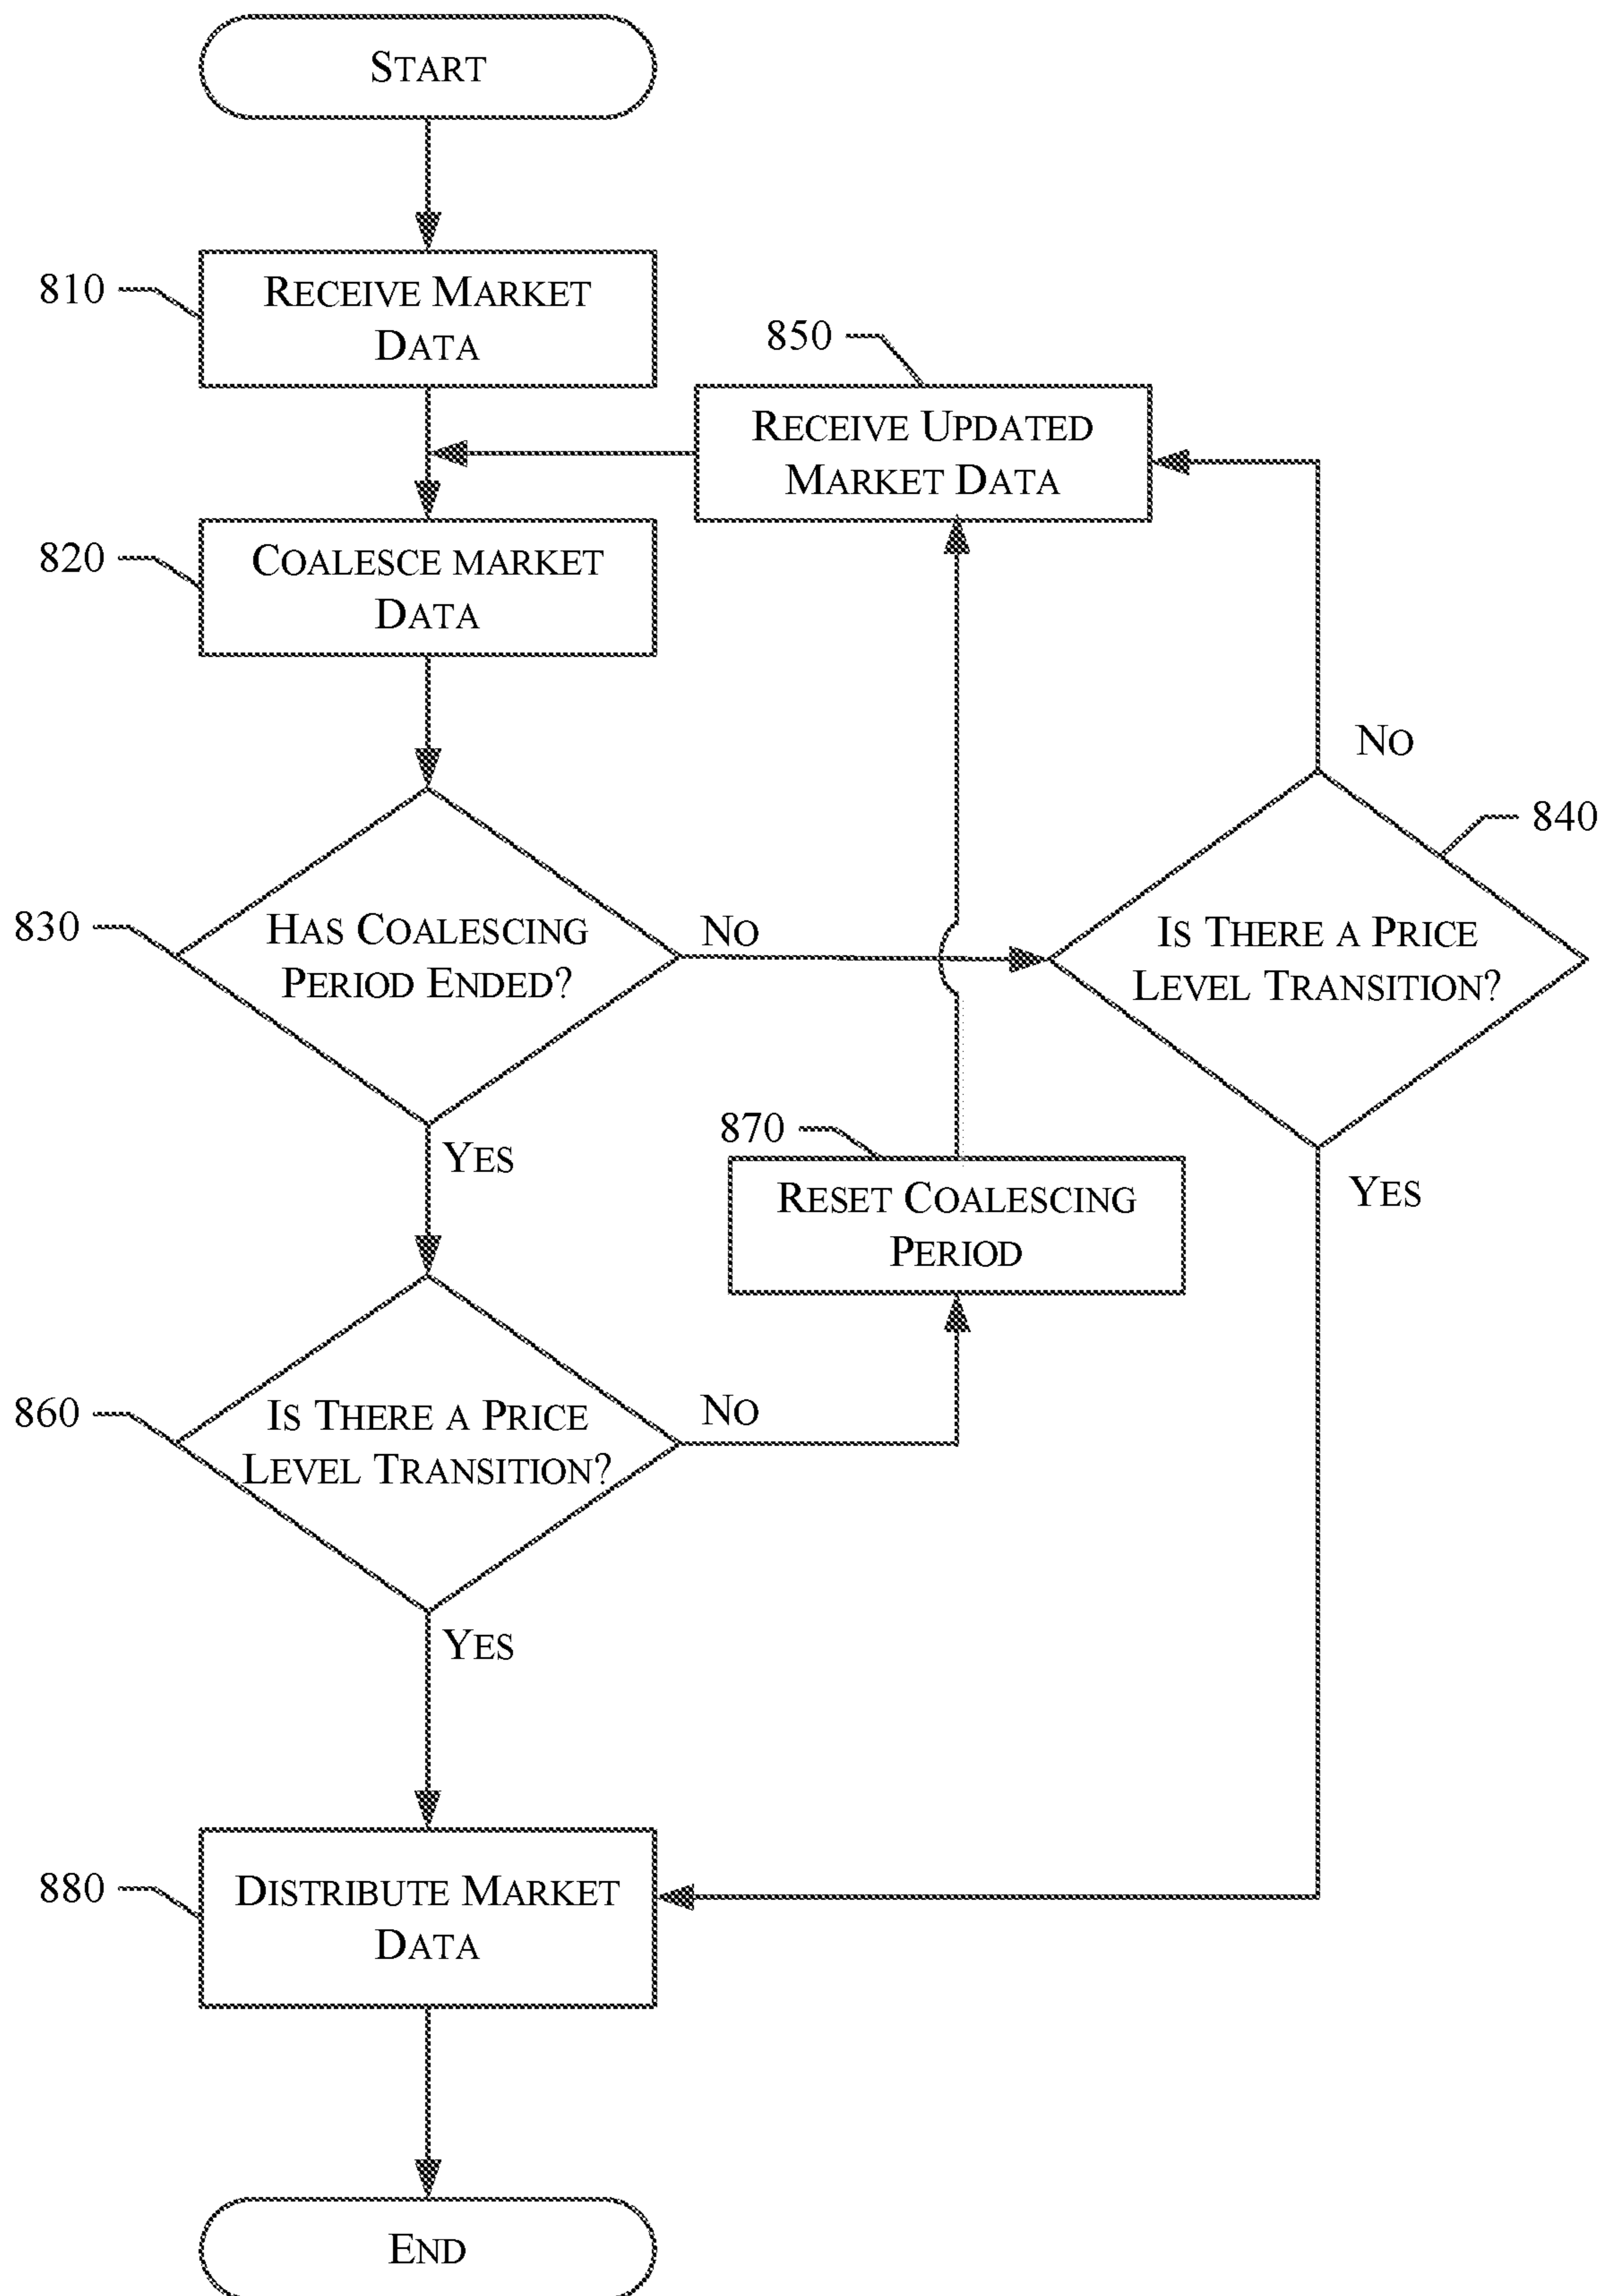 START
810
RECEIVE MARKET
DATA
850
RECEIVE UPDATED
MARKET DATA
820
COALESCE MARKET
DATA
NO
840
830
HAS COALESCING
PERIOD ENDED?
NO
IS THERE A PRICE
LEVEL TRANSITION?
YES
870
RESET COALESCING
PERIOD
YES
860
IS THERE A PRICE
LEVEL TRANSITION?
NO
YES
880
DISTRIBUTE MARKET
DATA
END